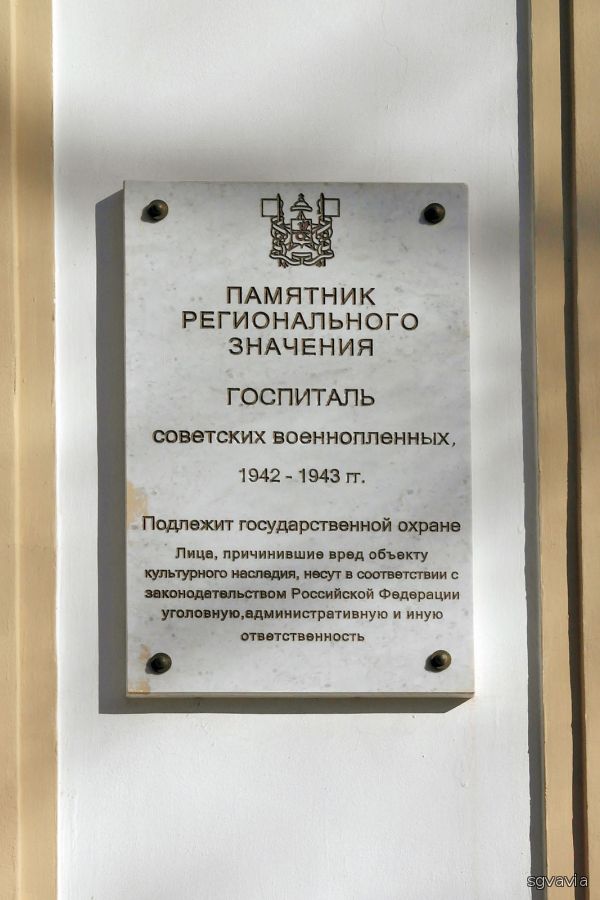 ПАМЯТНИК
РЕГИОНАЛЬНОГО
ЗНАЧЕНИЯ
ГОСПИТАЛЬ
советских военнопленных,
1942 - 1943 гг.
Подлежит государственной охране
Лица, причинившие вред объекту
культурного наследия, несут в соответствии с
законодательством Российской Федерации
уголовную,административную и иную
ответственность
sgvavia